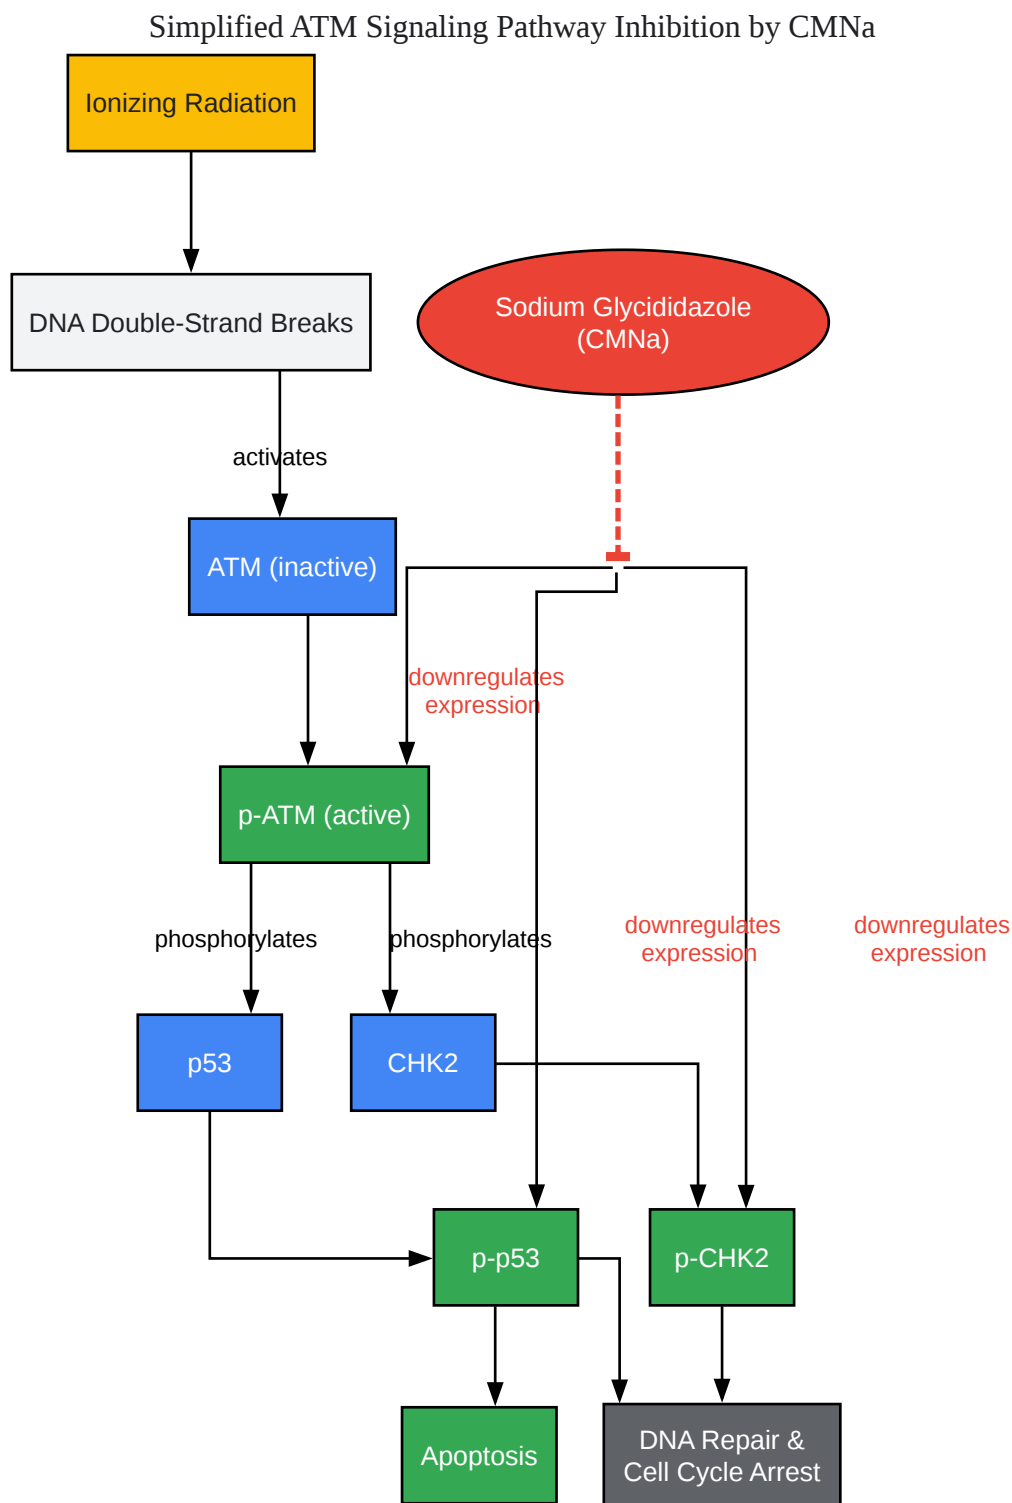 Simplified ATM Signaling Pathway Inhibition by CMNa
Ionizing Radiation
DNA Double-Strand Breaks
Sodium Glycididazole
(CMNa)
activates
ATM (inactive)
downregulates
expression
p-ATM (active)
phosphorylates
phosphorylates
downregulates
expression
downregulates
expression
p53
CHK2
p-p53
p-CHK2
Apoptosis
DNA Repair &
Cell Cycle Arrest